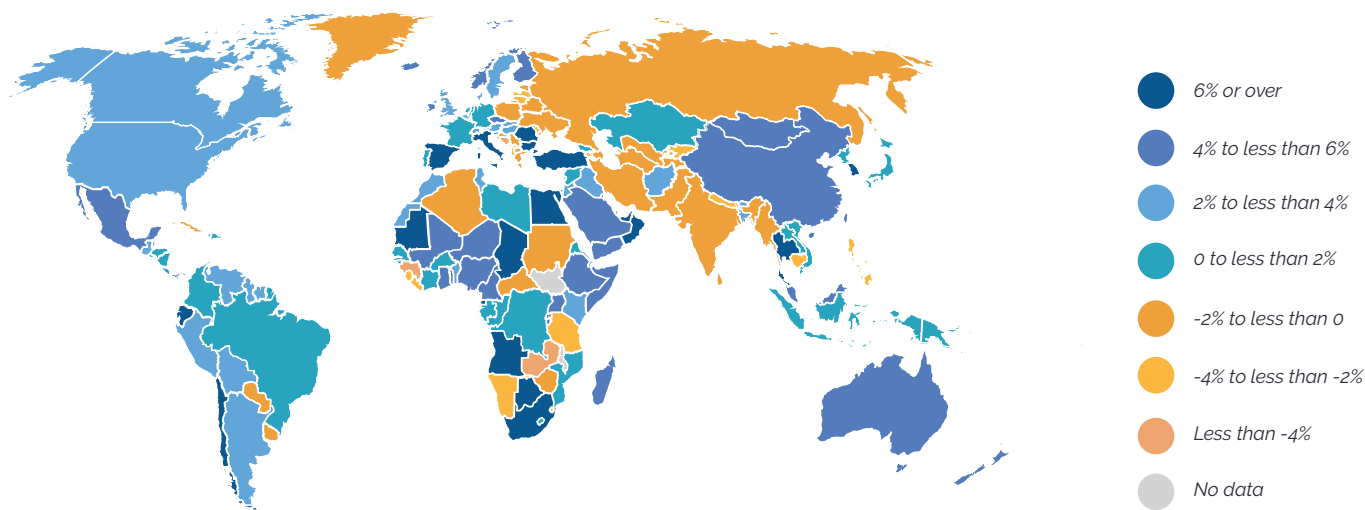 6% or over
4% to less than 6%
2% to less than 4%
0 to less than 2%
-2% to less than 0
-4% to less than -2%
Less than -4%
No data